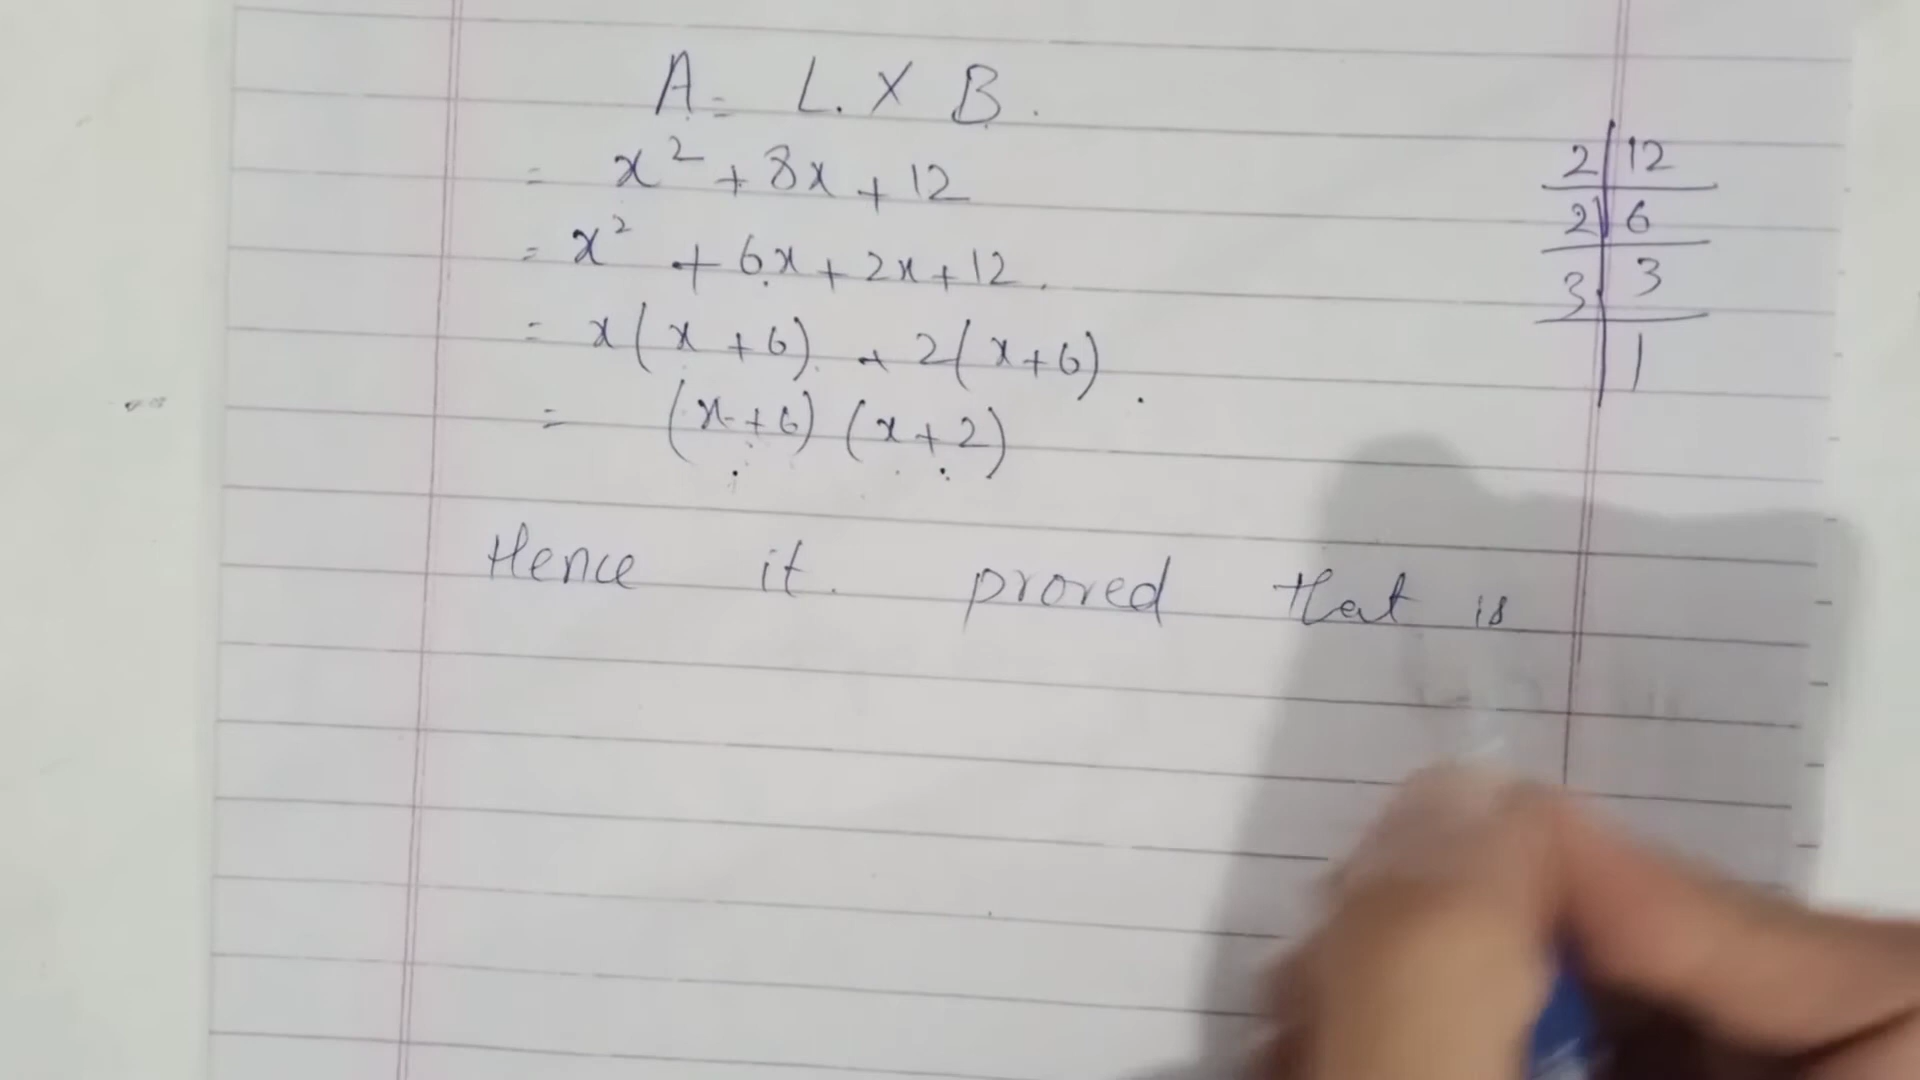 A = L. X B.
= x² + 8x + 12
= x² + 6x + 2x + 12.
= x(x + 6) + 2(x + 6).
= (x + 6) (x + 2)
Hence it proved that is
2 | 12
2 | 6
3 | 3
| 1